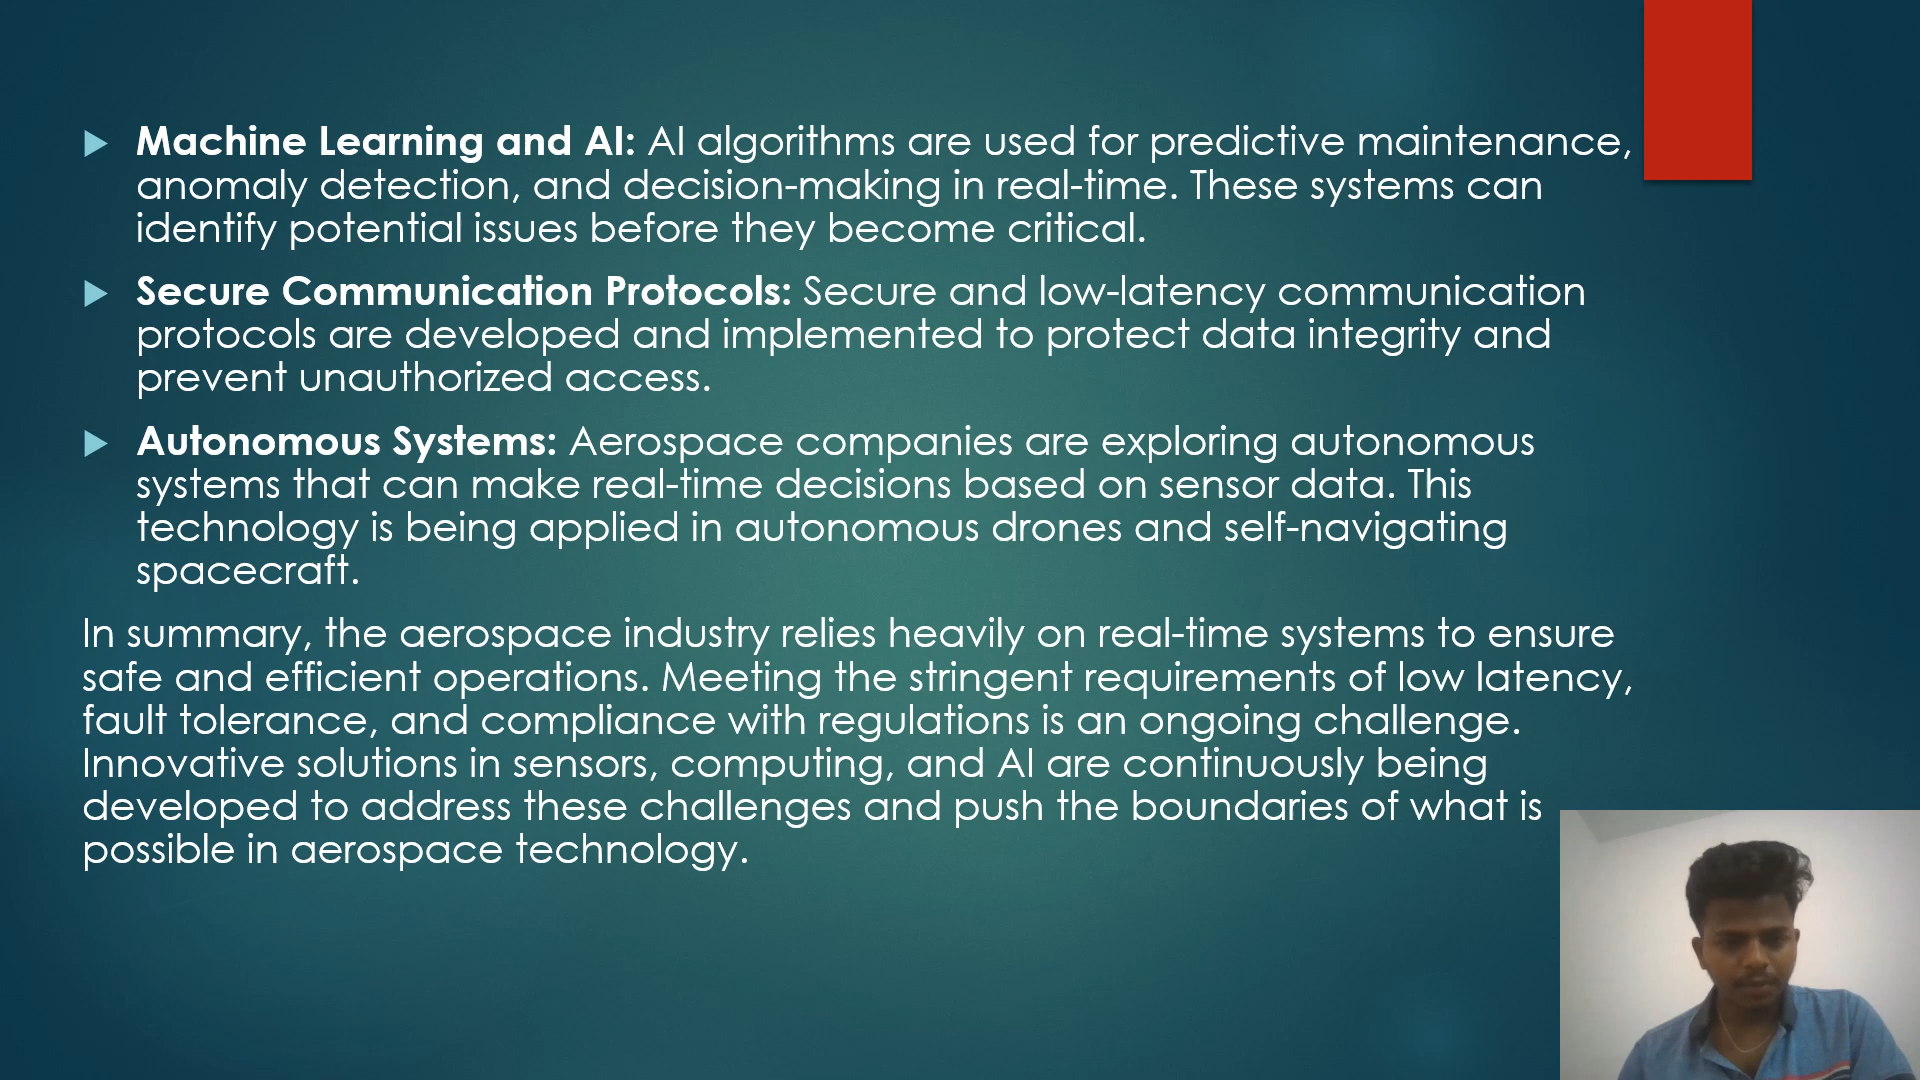 Machine Learning and AI: AI algorithms are used for predictive maintenance,
anomaly detection, and decision-making in real-time. These systems can
identify potential issues before they become critical.
Secure Communication Protocols: Secure and low-latency communication
protocols are developed and implemented to protect data integrity and
prevent unauthorized access.
Autonomous Systems: Aerospace companies are exploring autonomous
systems that can make real-time decisions based on sensor data. This
technology is being applied in autonomous drones and self-navigating
spacecraft.
In summary, the aerospace industry relies heavily on real-time systems to ensure
safe and efficient operations. Meeting the stringent requirements of low latency,
fault tolerance, and compliance with regulations is an ongoing challenge.
Innovative solutions in sensors, computing, and AI are continuously being
developed to address these challenges and push the boundaries of what is
possible in aerospace technology.